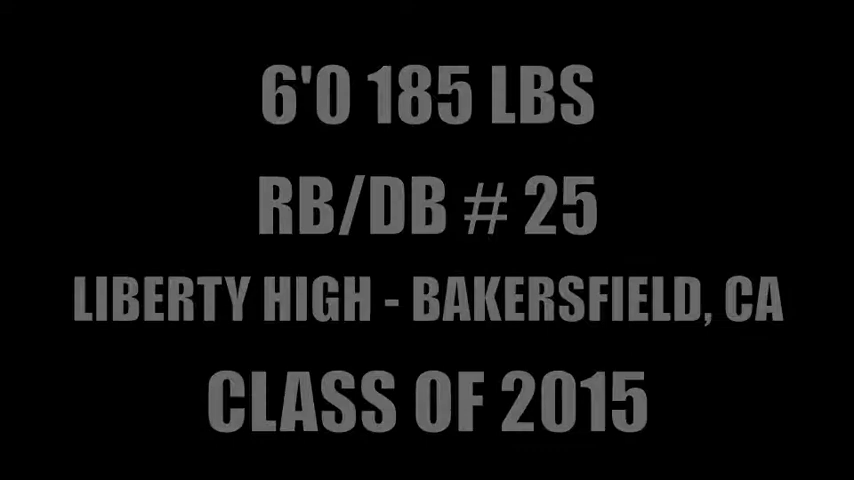 6'0 185 LBS
RB/DB # 25
LIBERTY HIGH - BAKERSFIELD, CA
CLASS OF 2015